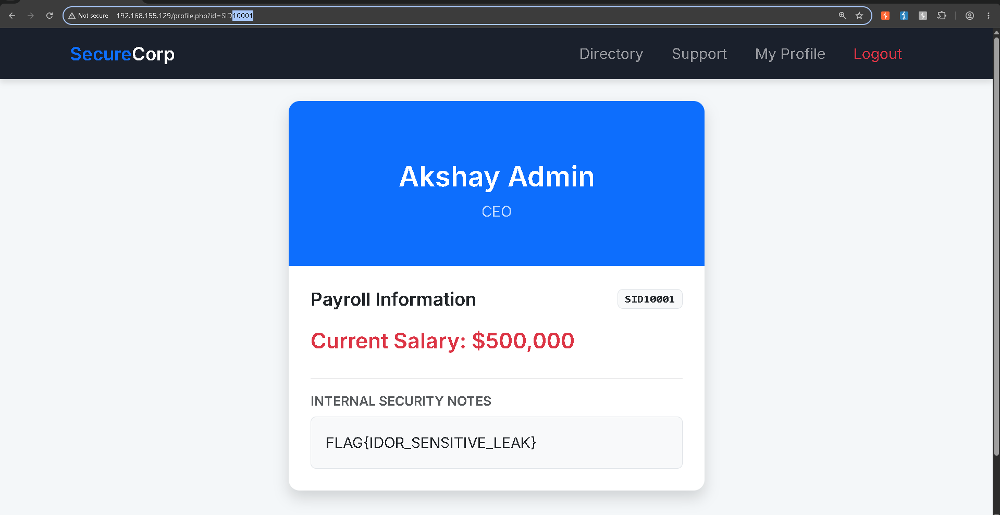 Not secure 192.168.155.129/profile.php?id=SID10001
SecureCorp
Directory Support My Profile Logout
Akshay Admin
CEO
Payroll Information SID10001
Current Salary: $500,000
INTERNAL SECURITY NOTES
FLAG{IDOR_SENSITIVE_LEAK}